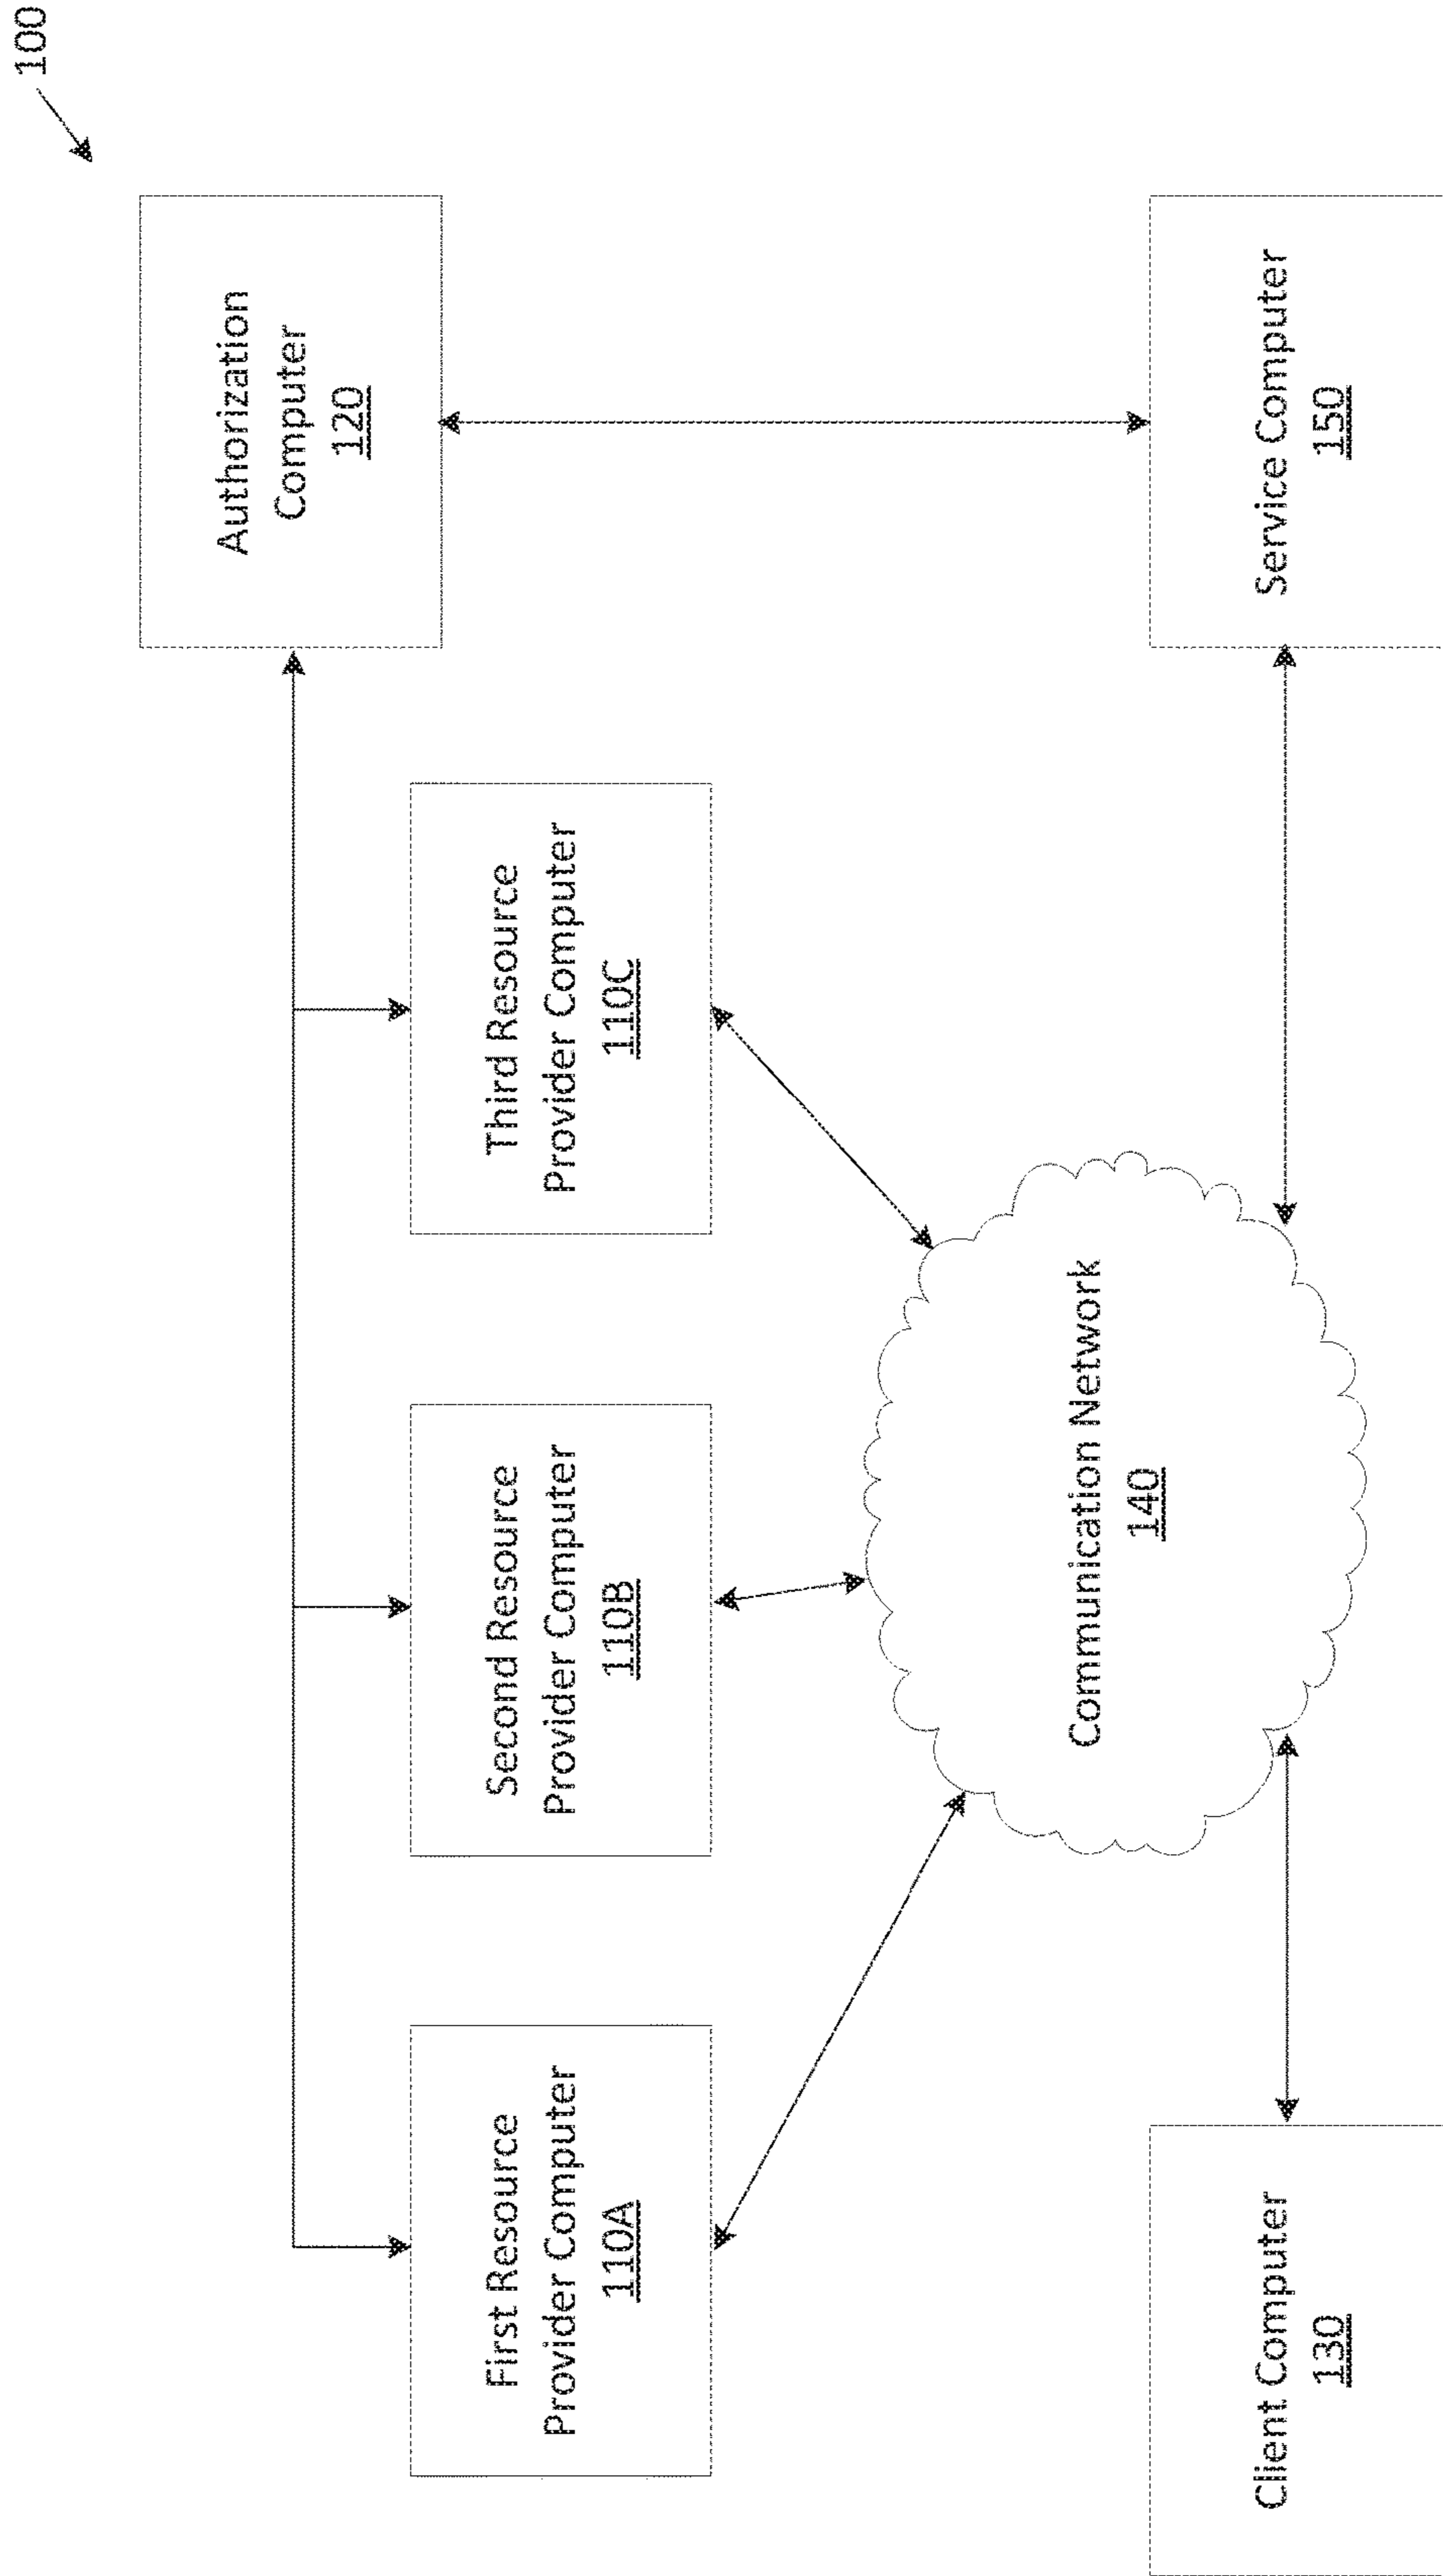 100
Authorization
Computer
120
First Resource
Provider Computer
110A
Second Resource
Provider Computer
110B
Third Resource
Provider Computer
110C
Communication Network
140
Client Computer
130
Service Computer
150